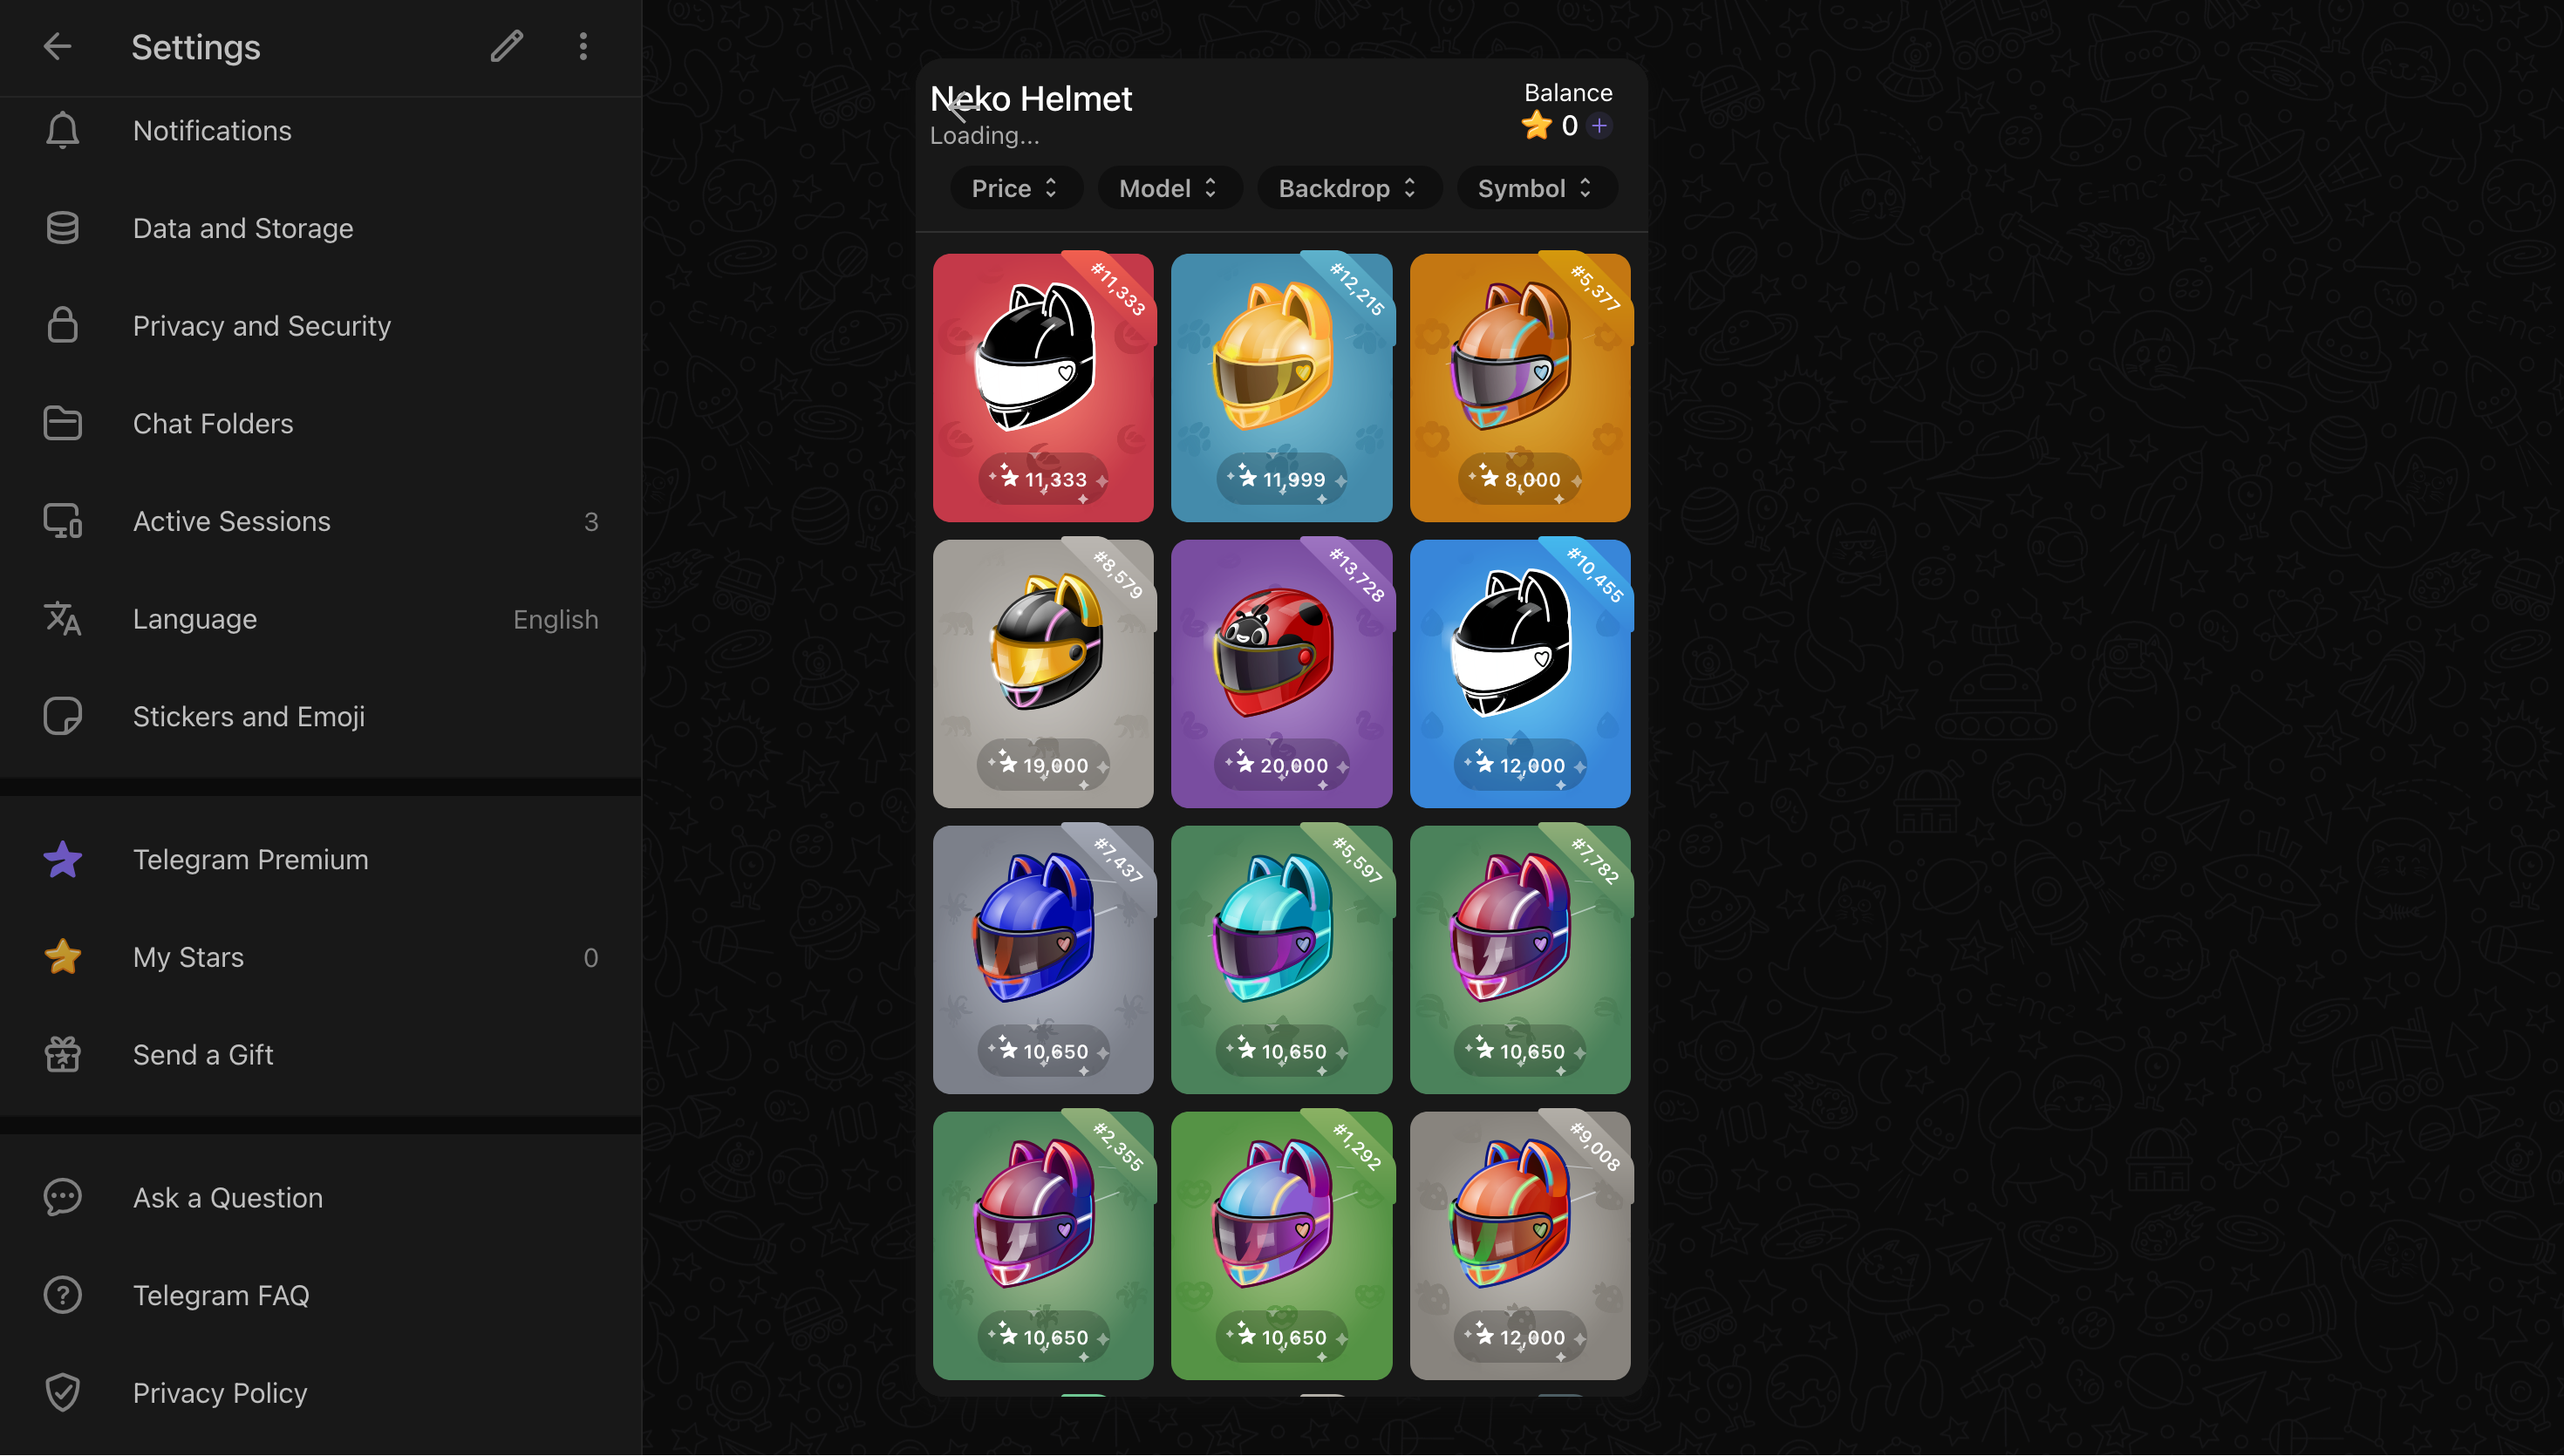 Settings
Notifications
Data and Storage
Privacy and Security
Chat Folders
Active Sessions 3
Language English
Stickers and Emoji
Telegram Premium
My Stars 0
Send a Gift
Ask a Question
Telegram FAQ
Privacy Policy
Neko Helmet
Loading...
Balance
0 +
Price Model Backdrop Symbol
#11,333 #12,215 #5,377
11,333 11,999 8,000
#8,579 #13,728 #10,455
19,000 20,000 12,000
#7,437 #5,597 #7,782
10,650 10,650 10,650
#2,355 #1,292 #9,008
10,650 10,650 12,000